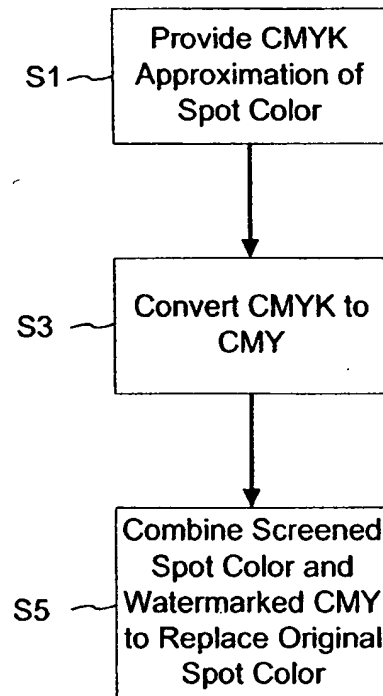 Provide CMYK
Approximation of
Spot Color
S1
Convert CMYK to
CMY
S3
Combine Screened
Spot Color and
Watermarked CMY
to Replace Original
Spot Color
S5